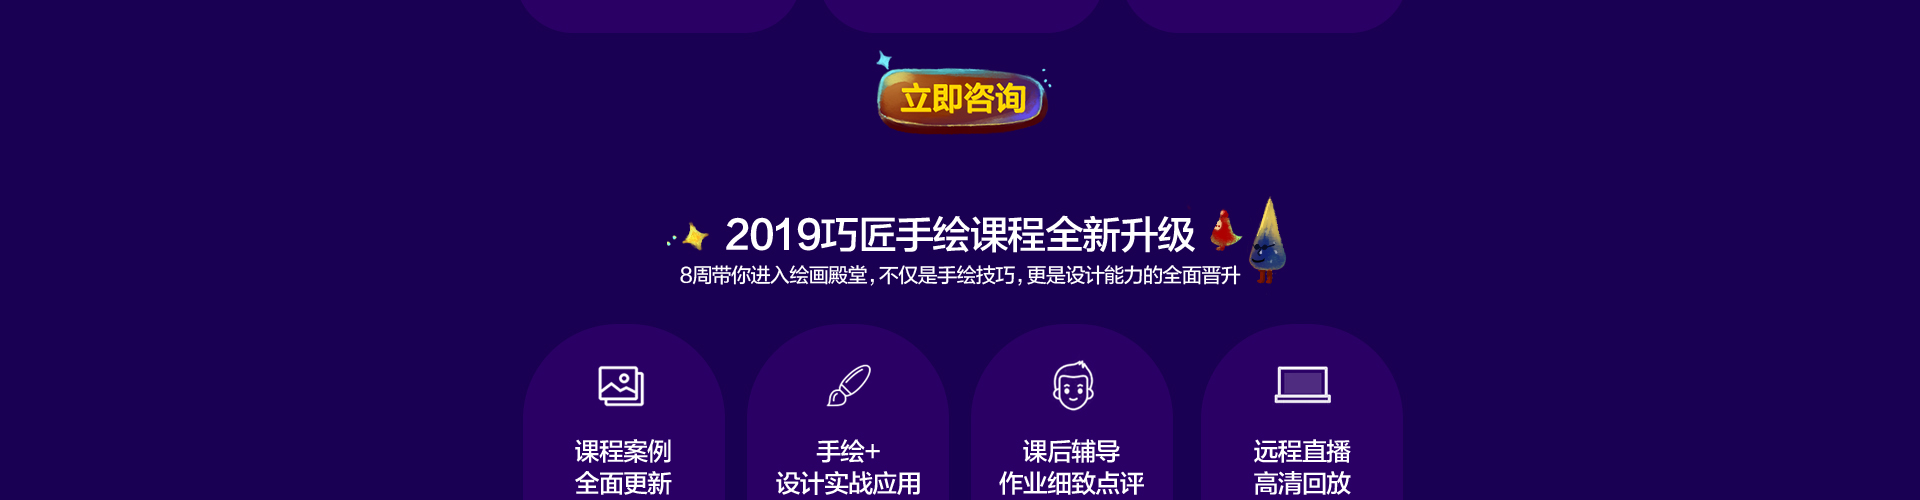 立即咨询
2019巧匠手绘课程全新升级
8周带你进入绘画殿堂,不仅是手绘技巧,更是设计能力的全面晋升
课程案例
全面更新
手绘+
设计实战应用
课后辅导
作业细致点评
远程直播
高清回放